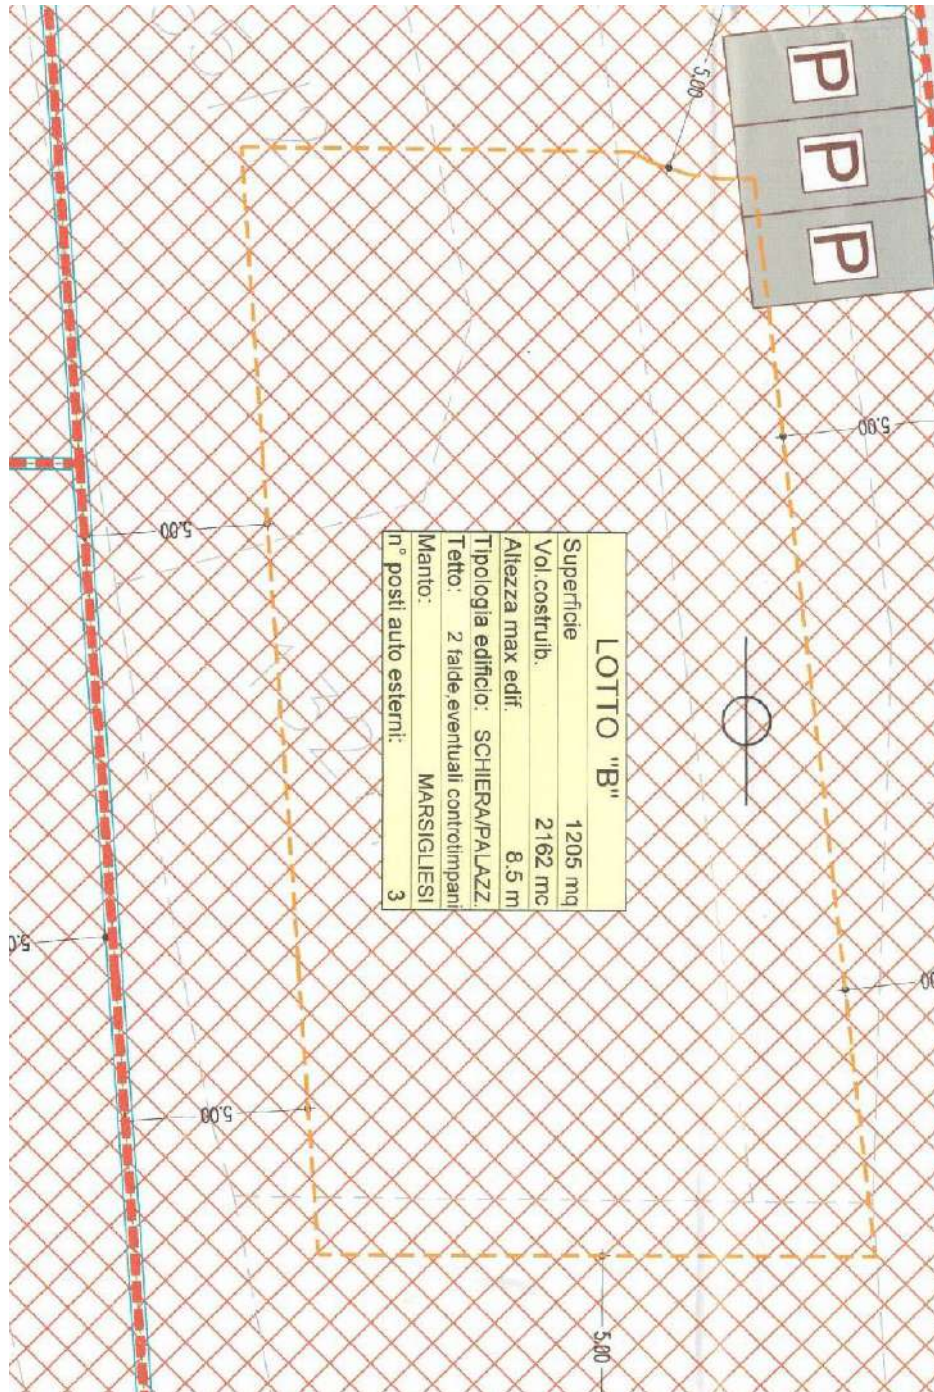 LOTTO "B"
Superficie 1205 mq
Vol.costruib. 2162 mc
Altezza max edif. 8.5 m
Tipologia edificio: SCHIERA/PALAZZ.
Tetto: 2 falde,eventuali controtimpani
Manto: MARSIGLIESI
n° posti auto esterni: 3
P
P
P
5.00
5.00
5.00
5.00
5.00